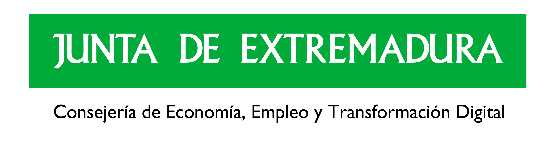 JUNTA DE EXTREMADURA
Consejería de Economía, Empleo y Transformación Digital